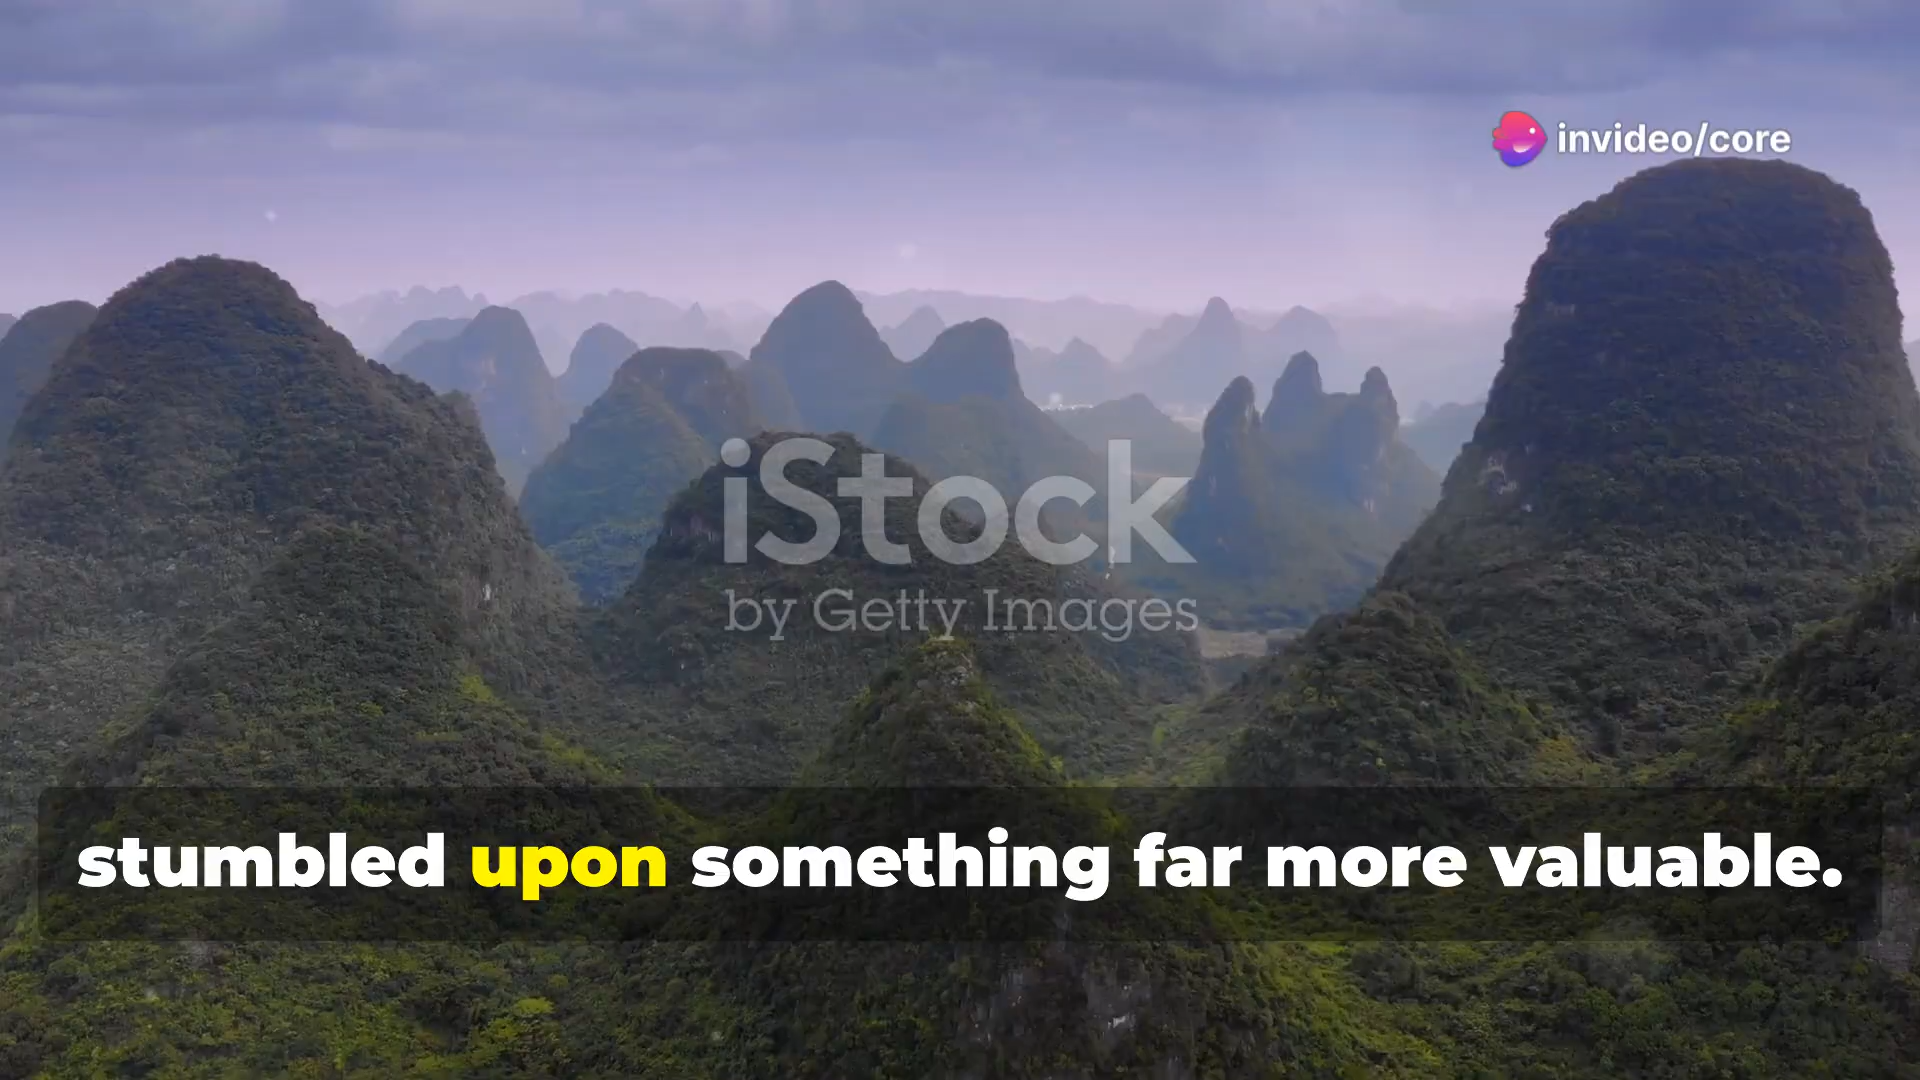 invideo/core
iStock
by Getty Images
stumbled upon something far more valuable.